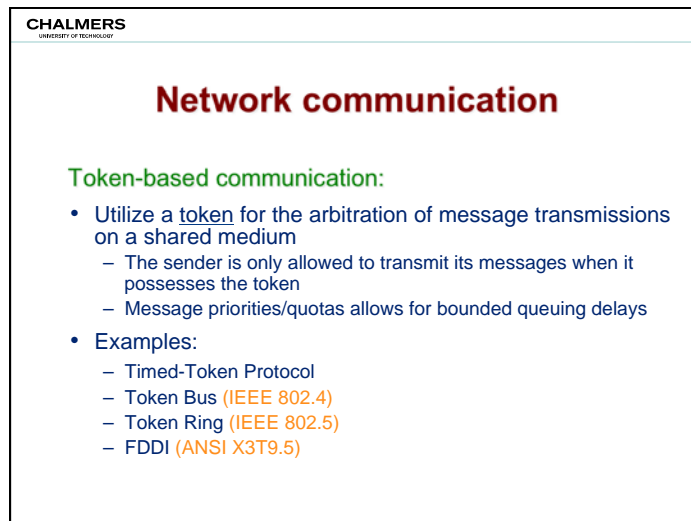 CHALMERS
UNIVERSITY OF TECHNOLOGY
Network communication
Token-based communication:
• Utilize a token for the arbitration of message transmissions
on a shared medium
– The sender is only allowed to transmit its messages when it
possesses the token
– Message priorities/quotas allows for bounded queuing delays
• Examples:
– Timed-Token Protocol
– Token Bus (IEEE 802.4)
– Token Ring (IEEE 802.5)
– FDDI (ANSI X3T9.5)